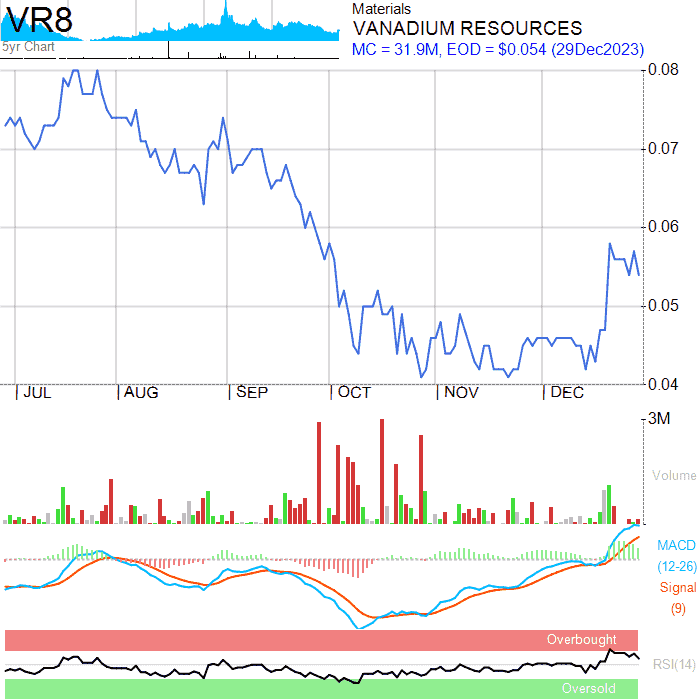 VR8
5yr Chart
Materials
VANADIUM RESOURCES
MC = 31.9M, EOD = $0.054 (29Dec2023)
0.08
0.07
0.06
0.05
0.04
JUL AUG SEP OCT NOV DEC
3M
Volume
MACD
(12-26)
Signal
(9)
Overbought
RSI(14)
Oversold